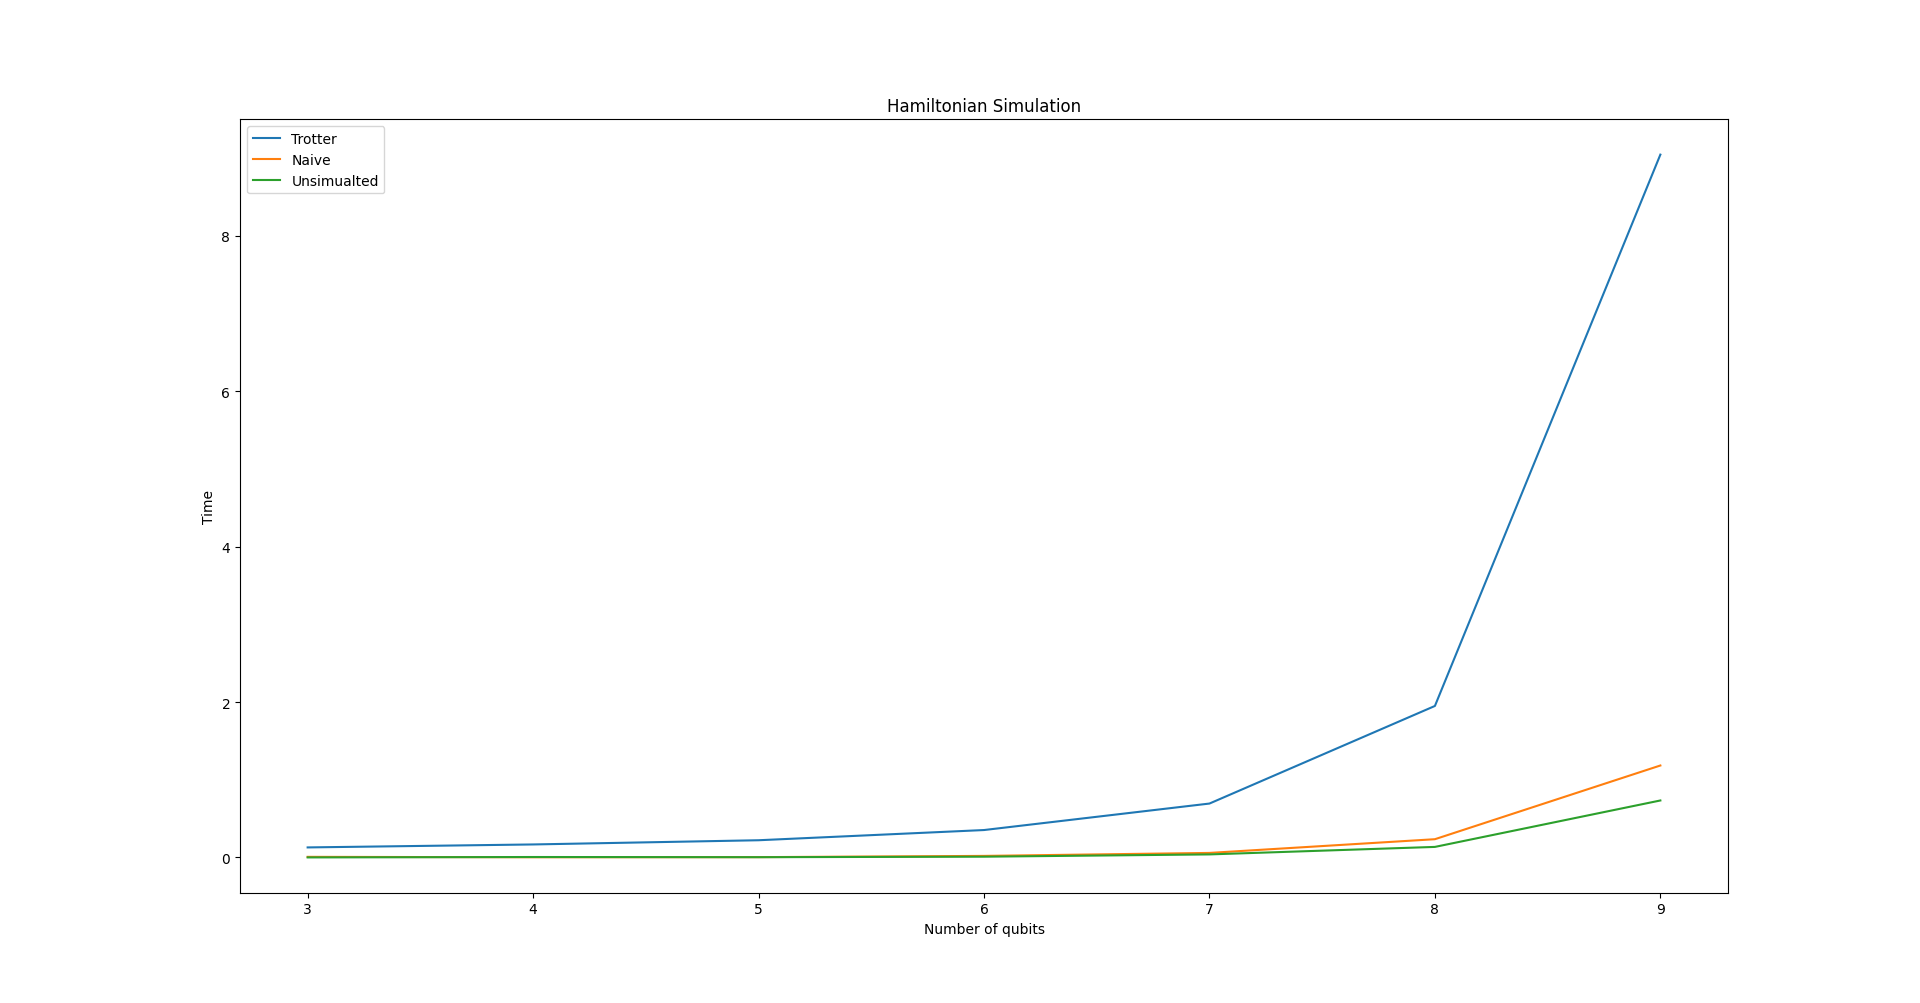 Hamiltonian Simulation
Trotter
Naive
Unsimualted
8
6
4
2
0
Time
3 4 5 6 7 8 9
Number of qubits